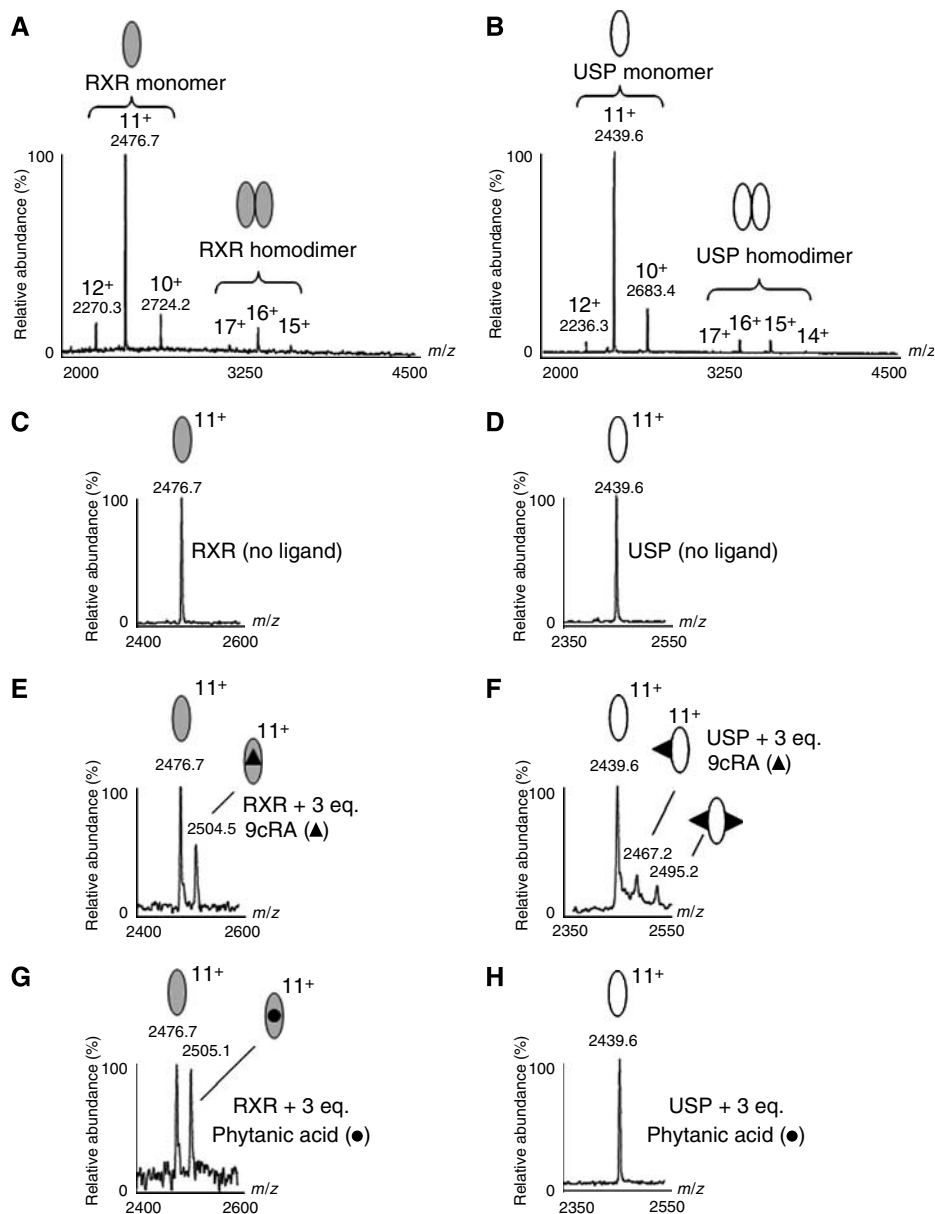 A
RXR monomer
11+
2476.7
100
Relative abundance (%)
RXR homodimer
12+
2270.3
10+
2724.2
17+
16+
15+
0
m/z
2000
3250
4500
B
USP monomer
11+
2439.6
100
Relative abundance (%)
USP homodimer
10+
2683.4
12+
2236.3
17+
16+
15+
14+
0
m/z
2000
3250
4500
C
11+
2476.7
100
Relative abundance (%)
RXR (no ligand)
0
m/z
2400
2600
D
11+
2439.6
100
Relative abundance (%)
USP (no ligand)
0
m/z
2350
2550
E
11+
11+
2476.7
100
Relative abundance (%)
RXR + 3 eq.
9cRA (▲)
2504.5
0
m/z
2400
2600
F
11+
11+
USP + 3 eq.
9cRA (▲)
2439.6
100
Relative abundance (%)
2467.2
2495.2
0
m/z
2350
2550
G
11+
11+
2476.7
2505.1
100
Relative abundance (%)
RXR + 3 eq.
Phytanic acid (●)
0
m/z
2400
2600
H
11+
2439.6
100
Relative abundance (%)
USP + 3 eq.
Phytanic acid (●)
0
m/z
2350
2550